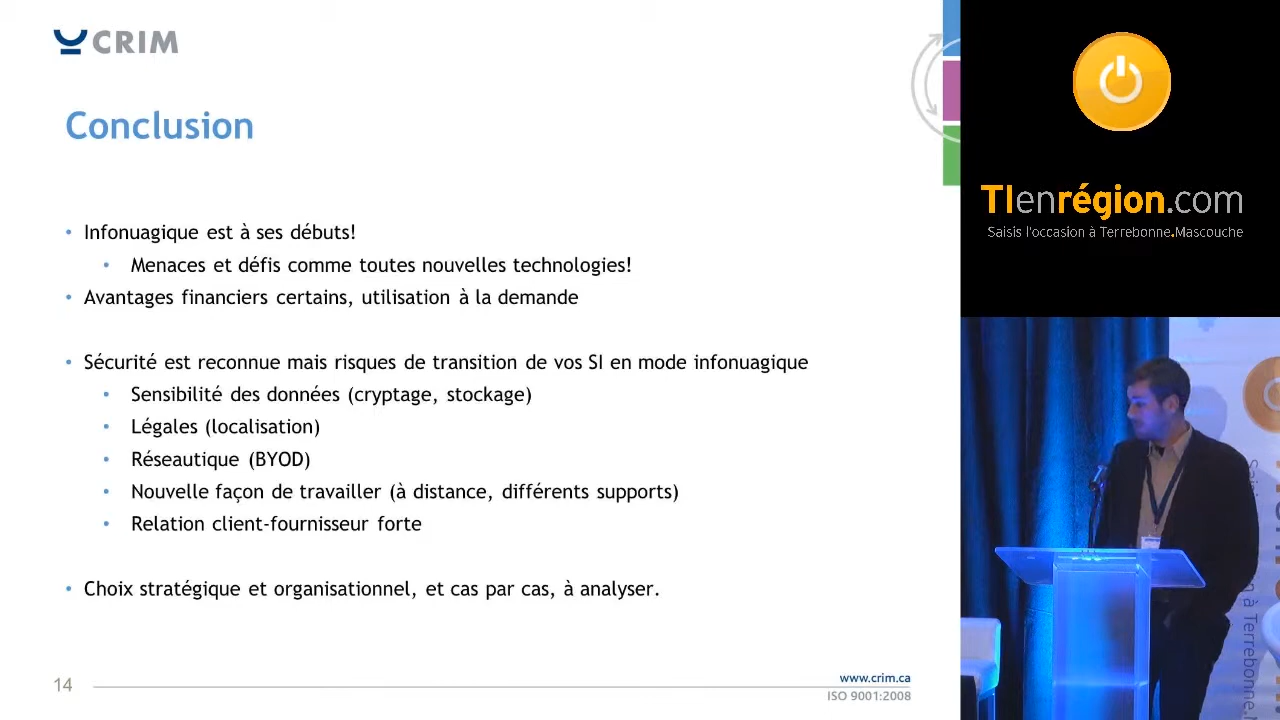 CRIM
Conclusion
• Infonuagique est à ses débuts!
• Menaces et défis comme toutes nouvelles technologies!
• Avantages financiers certains, utilisation à la demande
• Sécurité est reconnue mais risques de transition de vos SI en mode infonuagique
• Sensibilité des données (cryptage, stockage)
• Légales (localisation)
• Réseautique (BYOD)
• Nouvelle façon de travailler (à distance, différents supports)
• Relation client-fournisseur forte
• Choix stratégique et organisationnel, et cas par cas, à analyser.
14
www.crim.ca
ISO 9001:2008
TIenrégion.com
Saisis l'occasion à Terrebonne.Mascouche
à Terrebonne.